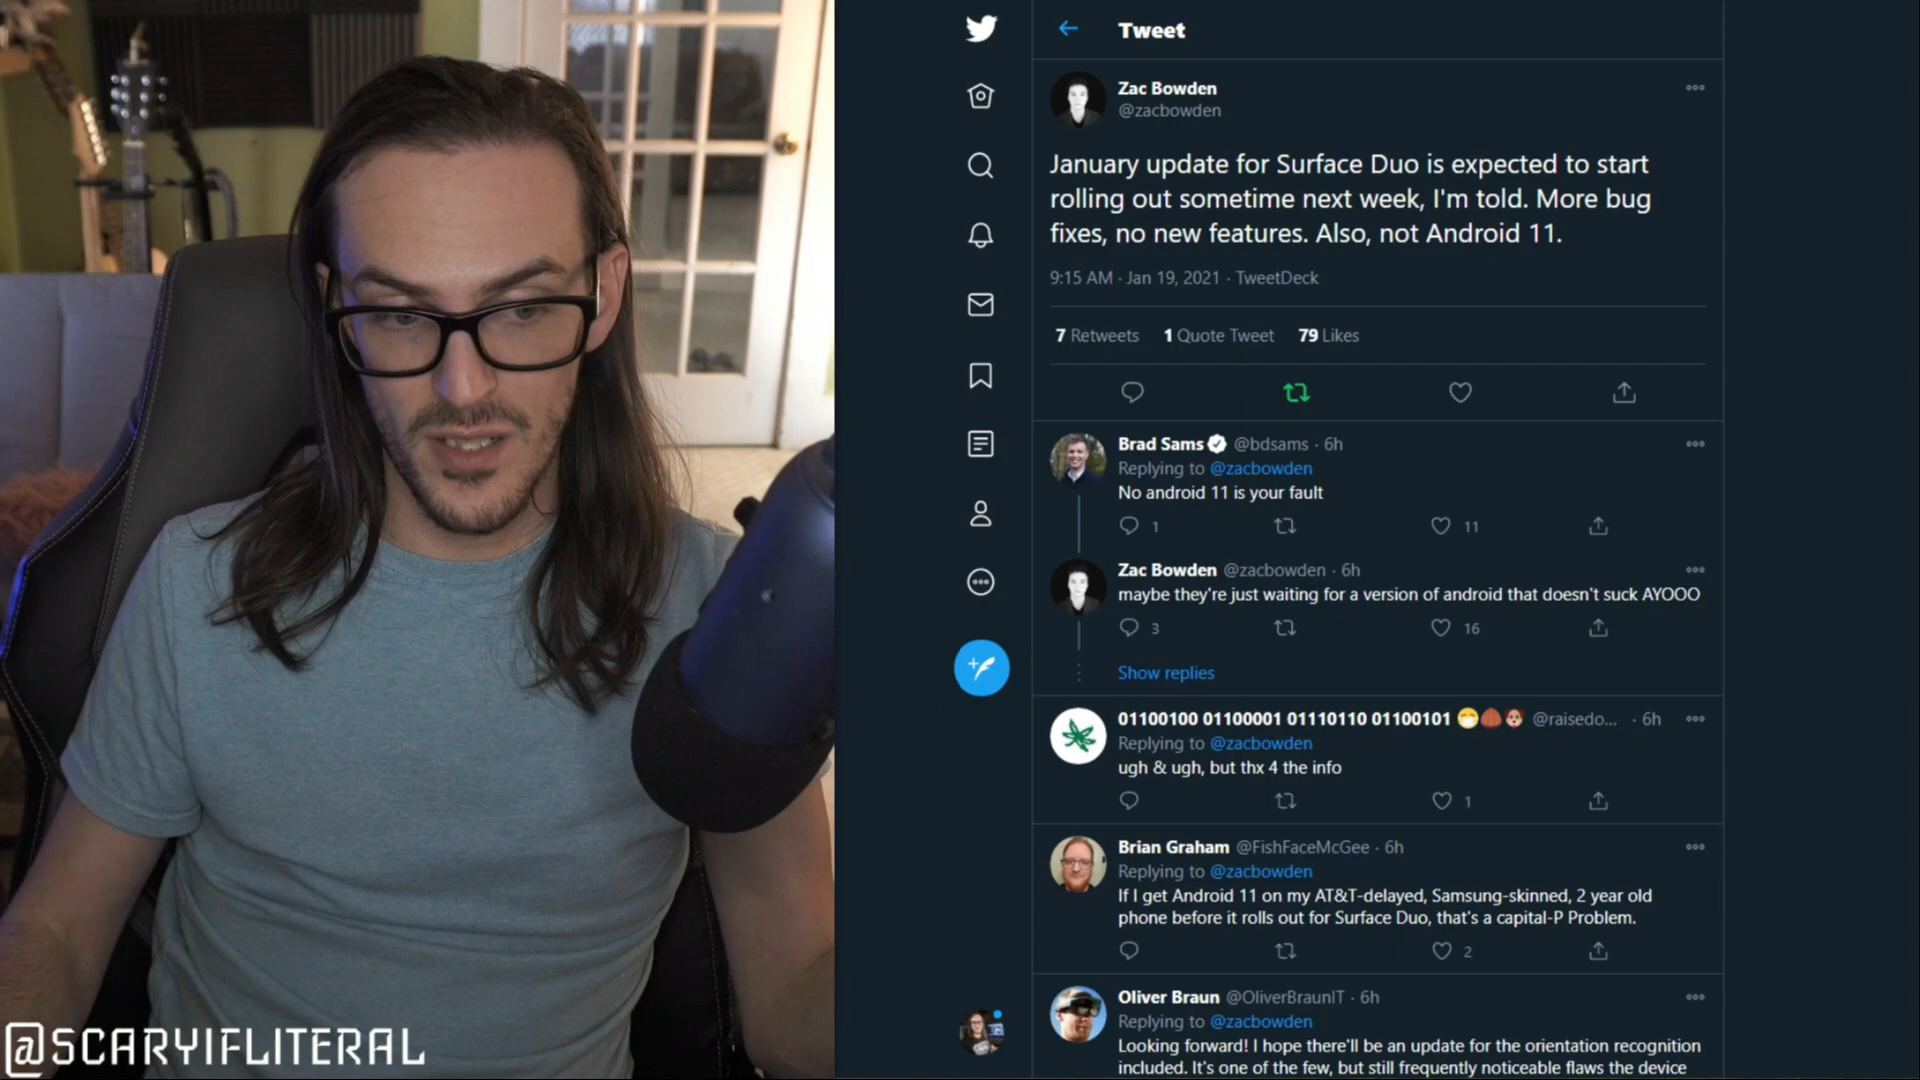 Tweet
Zac Bowden
@zacbowden
January update for Surface Duo is expected to start
rolling out sometime next week, I'm told. More bug
fixes, no new features. Also, not Android 11.
9:15 AM · Jan 19, 2021 · TweetDeck
7 Retweets 1 Quote Tweet 79 Likes
Brad Sams @bdsams · 6h
Replying to @zacbowden
No android 11 is your fault
1 11
Zac Bowden @zacbowden · 6h
maybe they're just waiting for a version of android that doesn't suck AYOOO
3 16
Show replies
01100100 01100001 01110110 01100101 😷🌰🐶 @raisedo... · 6h
Replying to @zacbowden
ugh & ugh, but thx 4 the info
1
Brian Graham @FishFaceMcGee · 6h
Replying to @zacbowden
If I get Android 11 on my AT&T-delayed, Samsung-skinned, 2 year old
phone before it rolls out for Surface Duo, that's a capital-P Problem.
2
Oliver Braun @OliverBraunIT · 6h
Replying to @zacbowden
Looking forward! I hope there'll be an update for the orientation recognition
included. It's one of the few, but still frequently noticeable flaws the device
@SCARYIFLITERAL